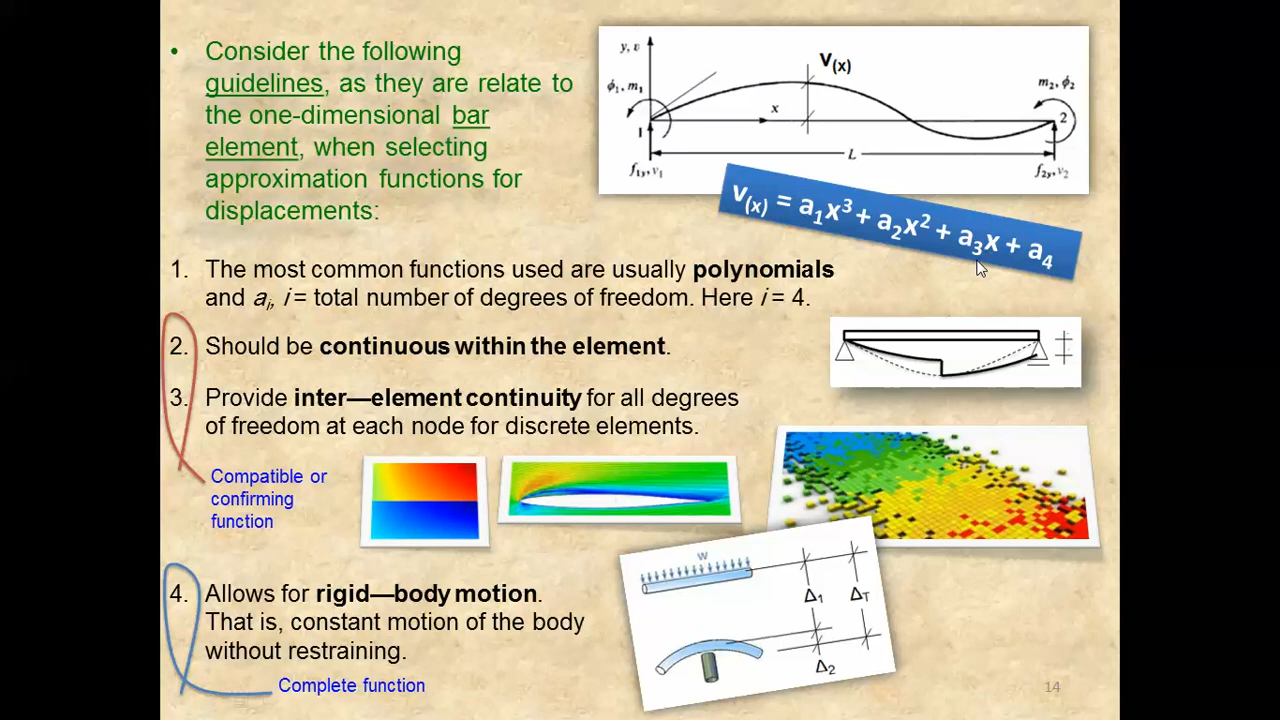 • Consider the following
guidelines, as they are relate to
the one-dimensional bar
element, when selecting
approximation functions for
displacements:
y, v
V(x)
ϕ₁, m₁
m₂, ϕ₂
x
1
2
L
f₁y, v₁
f₂y, v₂
v(x) = a₁x³ + a₂x² + a₃x + a₄
1. The most common functions used are usually polynomials
and aᵢ, i = total number of degrees of freedom. Here i = 4.
2. Should be continuous within the element.
3. Provide inter—element continuity for all degrees
of freedom at each node for discrete elements.
Compatible or
confirming
function
4. Allows for rigid—body motion.
That is, constant motion of the body
without restraining.
Complete function
W
Δ₁ ΔT
Δ₂
14